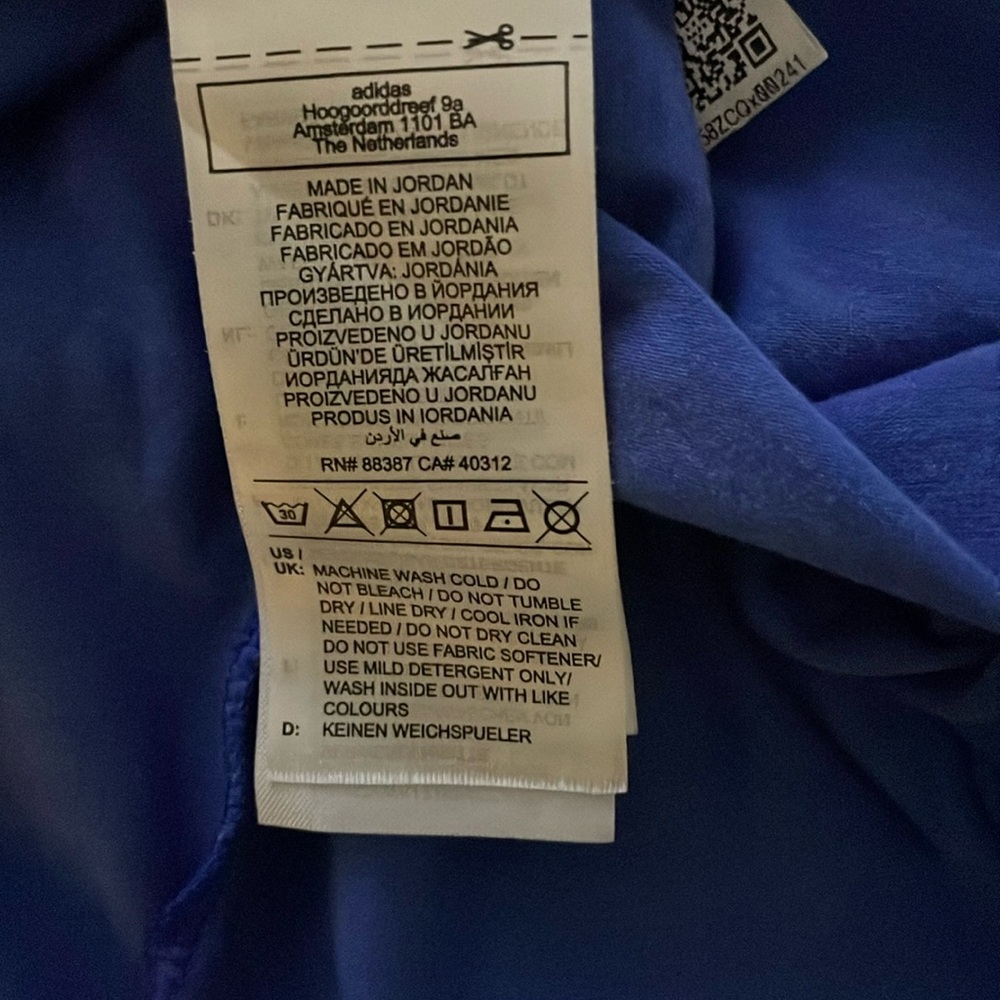 adidas
Hoogoorddreef 9a
Amsterdam 1101 BA
The Netherlands
MADE IN JORDAN
FABRIQUÉ EN JORDANIE
FABRICADO EN JORDANIA
FABRICADO EM JORDÃO
GYÁRTVA: JORDÁNIA
ПРОИЗВЕДЕНО В ЙОРДАНИЯ
СДЕЛАНО В ИОРДАНИИ
PROIZVEDENO U JORDANU
ÜRDÜN'DE ÜRETİLMİŞTİR
ИОРДАНИЯДА ЖАСАЛҒАН
PROIZVEDENO U JORDANU
PRODUS IN IORDANIA
صنع في الأردن
RN# 88387 CA# 40312
30
US /
UK: MACHINE WASH COLD / DO
NOT BLEACH / DO NOT TUMBLE
DRY / LINE DRY / COOL IRON IF
NEEDED / DO NOT DRY CLEAN
DO NOT USE FABRIC SOFTENER/
USE MILD DETERGENT ONLY/
WASH INSIDE OUT WITH LIKE
COLOURS
D: KEINEN WEICHSPUELER